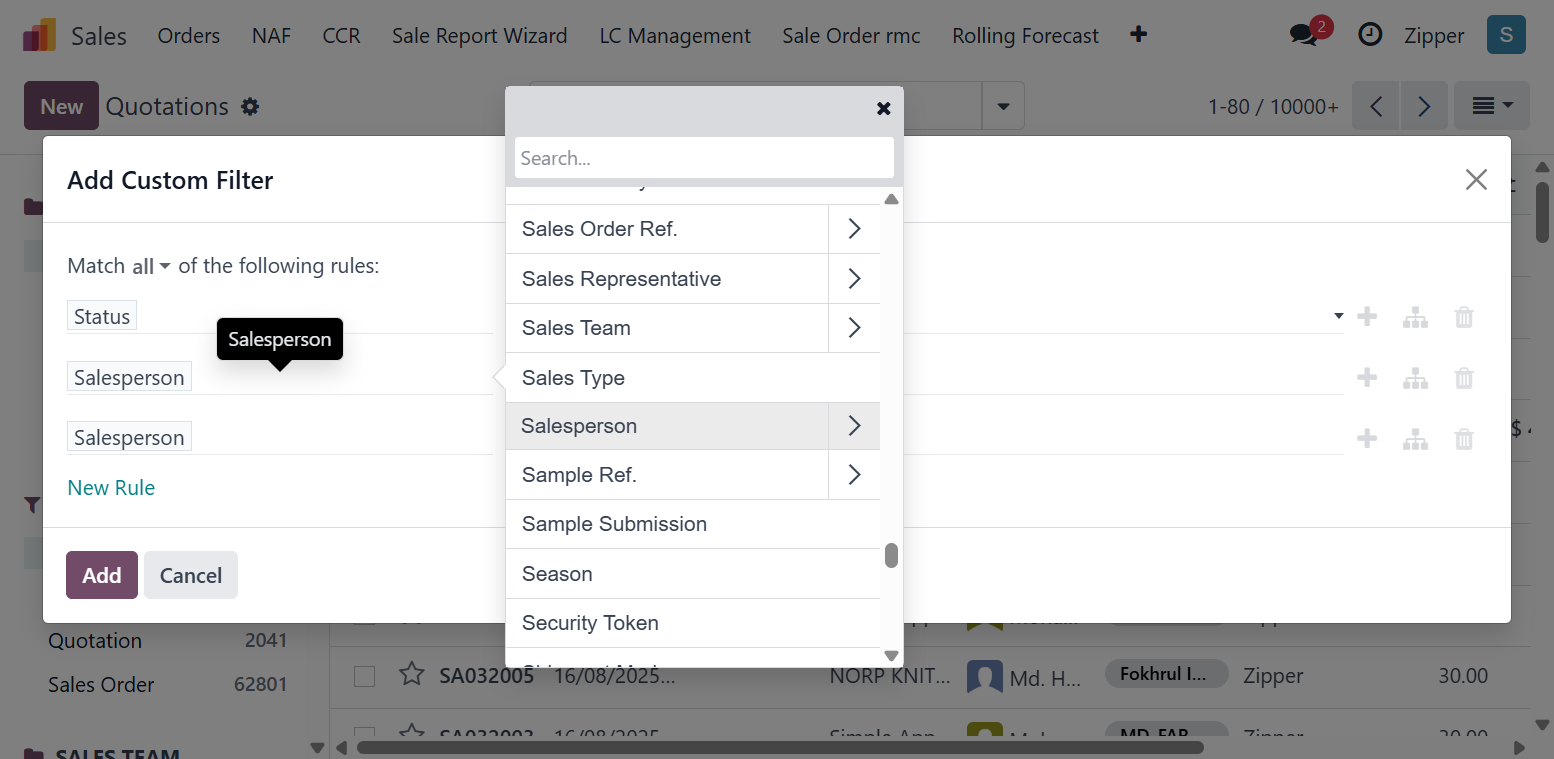 Sales Orders NAF CCR Sale Report Wizard LC Management Sale Order rmc Rolling Forecast 2 Zipper S
New Quotations 1-80 / 10000+
Add Custom Filter
Match all of the following rules:
Status
Salesperson
Salesperson
Salesperson
New Rule
Add Cancel
Search...
Sales Order Ref.
Sales Representative
Sales Team
Sales Type
Salesperson
Sample Ref.
Sample Submission
Season
Security Token
$
Quotation 2041
Sales Order 62801
SALES TEAM
SA032005 16/08/2025... NORP KNIT... Md. H... Fokhrul I... Zipper 30.00
SA032003 16/08/2025 Simple App MD. FAR Zipper 30.00